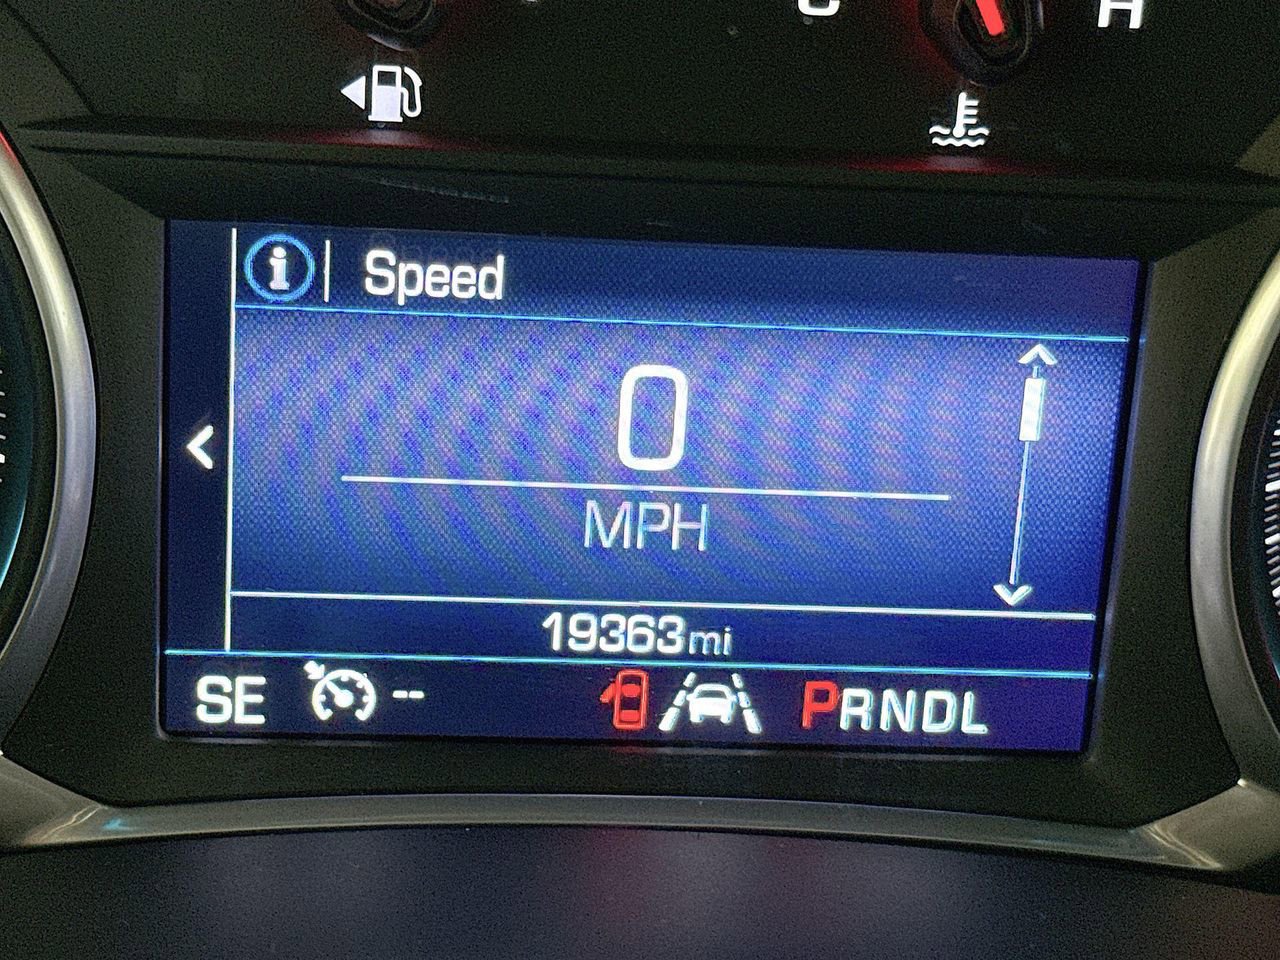 C H
i Speed
0
MPH
19363mi
SE -- PRNDL